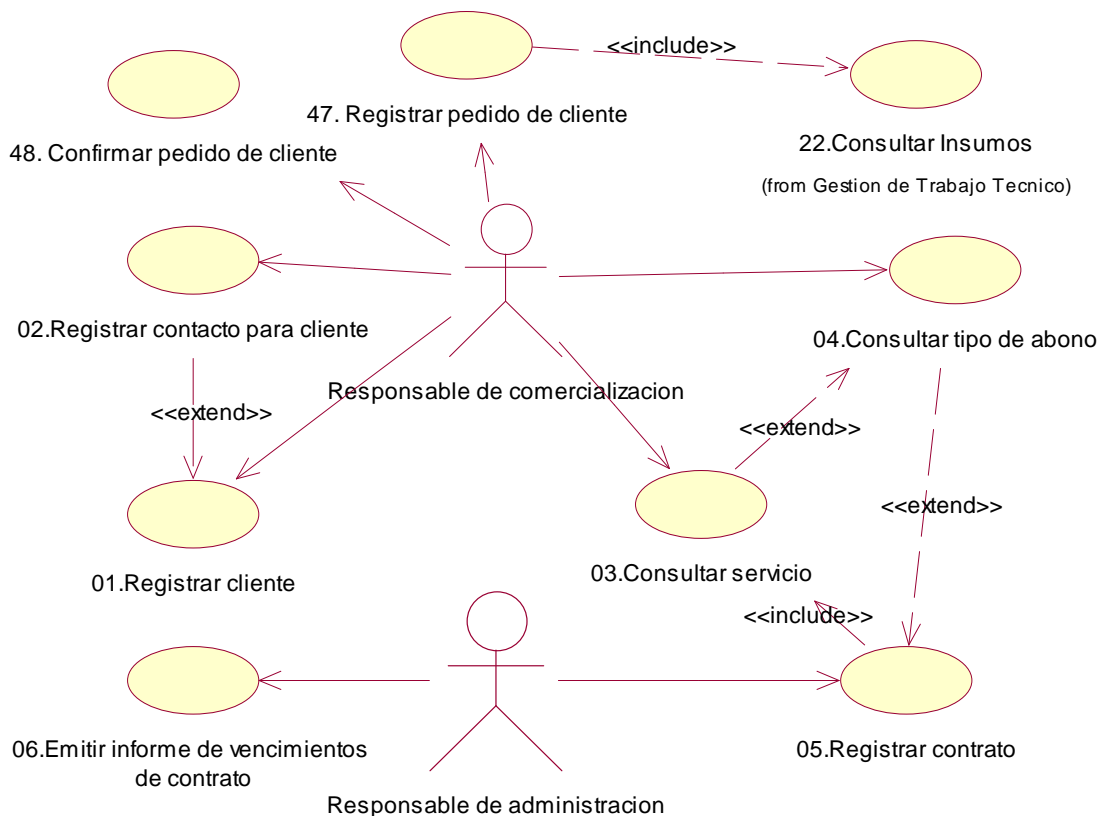 <<include>>
47. Registrar pedido de cliente
48. Confirmar pedido de cliente
22.Consultar Insumos
(from Gestion de Trabajo Tecnico)
02.Registrar contacto para cliente
04.Consultar tipo de abono
Responsable de comercializacion
<<extend>>
<<extend>>
<<extend>>
01.Registrar cliente
03.Consultar servicio
<<include>>
06.Emitir informe de vencimientos
de contrato
05.Registrar contrato
Responsable de administracion